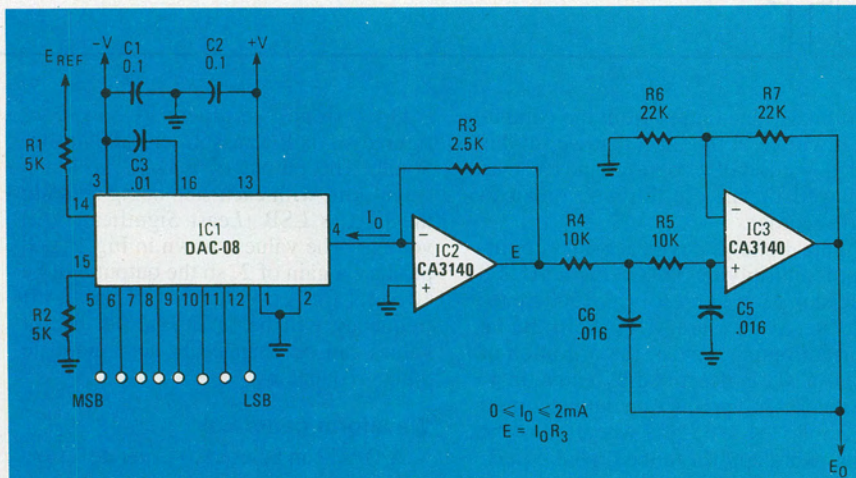 E REF
-V
C1
0.1
C2
0.1
+V
R1
5K
C3
.01
3
16
13
14
IC1
DAC-08
4
I0
15
R2
5K
5
6
7
8
9
10
11
12
1
2
MSB
LSB
R3
2.5K
-
IC2
CA3140
+
E
R4
10K
R5
10K
C6
.016
C5
.016
R6
22K
R7
22K
-
IC3
CA3140
+
0 ≤ I0 ≤ 2mA
E = I0R3
E0